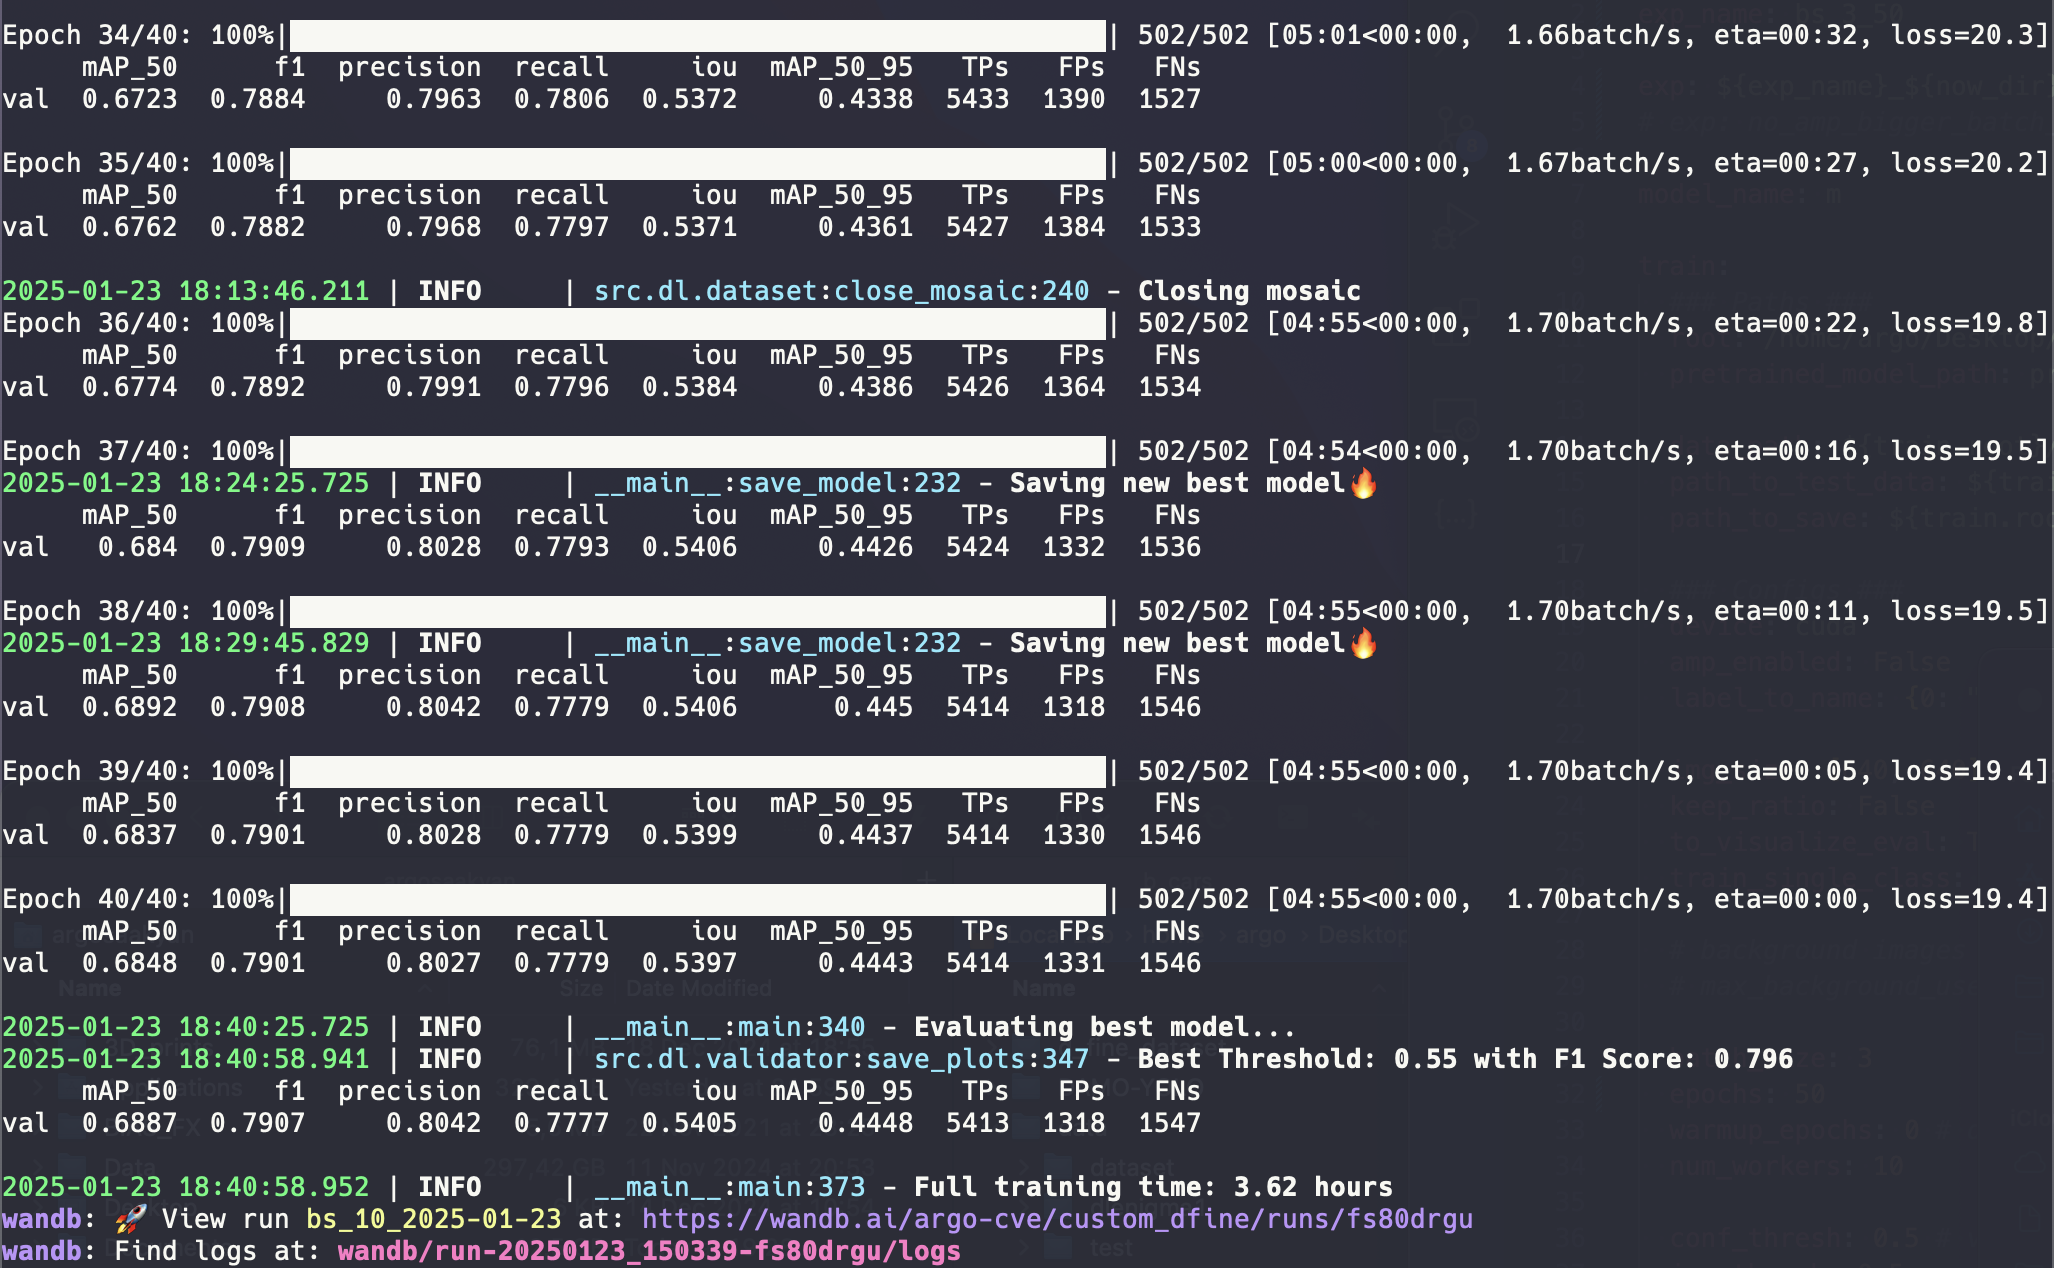 Epoch 34/40: 100%| | 502/502 [05:01<00:00,  1.66batch/s, eta=00:32, loss=20.3]
mAP_50 f1 precision recall iou mAP_50_95 TPs FPs FNs
val 0.6723 0.7884 0.7963 0.7806 0.5372 0.4338 5433 1390 1527
Epoch 35/40: 100%| | 502/502 [05:00<00:00,  1.67batch/s, eta=00:27, loss=20.2]
mAP_50 f1 precision recall iou mAP_50_95 TPs FPs FNs
val 0.6762 0.7882 0.7968 0.7797 0.5371 0.4361 5427 1384 1533
2025-01-23 18:13:46.211 | INFO | src.dl.dataset:close_mosaic:240 - Closing mosaic
Epoch 36/40: 100%| | 502/502 [04:55<00:00,  1.70batch/s, eta=00:22, loss=19.8]
mAP_50 f1 precision recall iou mAP_50_95 TPs FPs FNs
val 0.6774 0.7892 0.7991 0.7796 0.5384 0.4386 5426 1364 1534
Epoch 37/40: 100%| | 502/502 [04:54<00:00,  1.70batch/s, eta=00:16, loss=19.5]
2025-01-23 18:24:25.725 | INFO | __main__:save_model:232 - Saving new best model🔥
mAP_50 f1 precision recall iou mAP_50_95 TPs FPs FNs
val 0.684 0.7909 0.8028 0.7793 0.5406 0.4426 5424 1332 1536
Epoch 38/40: 100%| | 502/502 [04:55<00:00,  1.70batch/s, eta=00:11, loss=19.5]
2025-01-23 18:29:45.829 | INFO | __main__:save_model:232 - Saving new best model🔥
mAP_50 f1 precision recall iou mAP_50_95 TPs FPs FNs
val 0.6892 0.7908 0.8042 0.7779 0.5406 0.445 5414 1318 1546
Epoch 39/40: 100%| | 502/502 [04:55<00:00,  1.70batch/s, eta=00:05, loss=19.4]
mAP_50 f1 precision recall iou mAP_50_95 TPs FPs FNs
val 0.6837 0.7901 0.8028 0.7779 0.5399 0.4437 5414 1330 1546
Epoch 40/40: 100%| | 502/502 [04:55<00:00,  1.70batch/s, eta=00:00, loss=19.4]
mAP_50 f1 precision recall iou mAP_50_95 TPs FPs FNs
val 0.6848 0.7901 0.8027 0.7779 0.5397 0.4443 5414 1331 1546
2025-01-23 18:40:25.725 | INFO | __main__:main:340 - Evaluating best model...
2025-01-23 18:40:58.941 | INFO | src.dl.validator:save_plots:347 - Best Threshold: 0.55 with F1 Score: 0.796
mAP_50 f1 precision recall iou mAP_50_95 TPs FPs FNs
val 0.6887 0.7907 0.8042 0.7777 0.5405 0.4448 5413 1318 1547
2025-01-23 18:40:58.952 | INFO | __main__:main:373 - Full training time: 3.62 hours
wandb: 🚀 View run bs_10_2025-01-23 at: https://wandb.ai/argo-cve/custom_dfine/runs/fs80drgu
wandb: Find logs at: wandb/run-20250123_150339-fs80drgu/logs